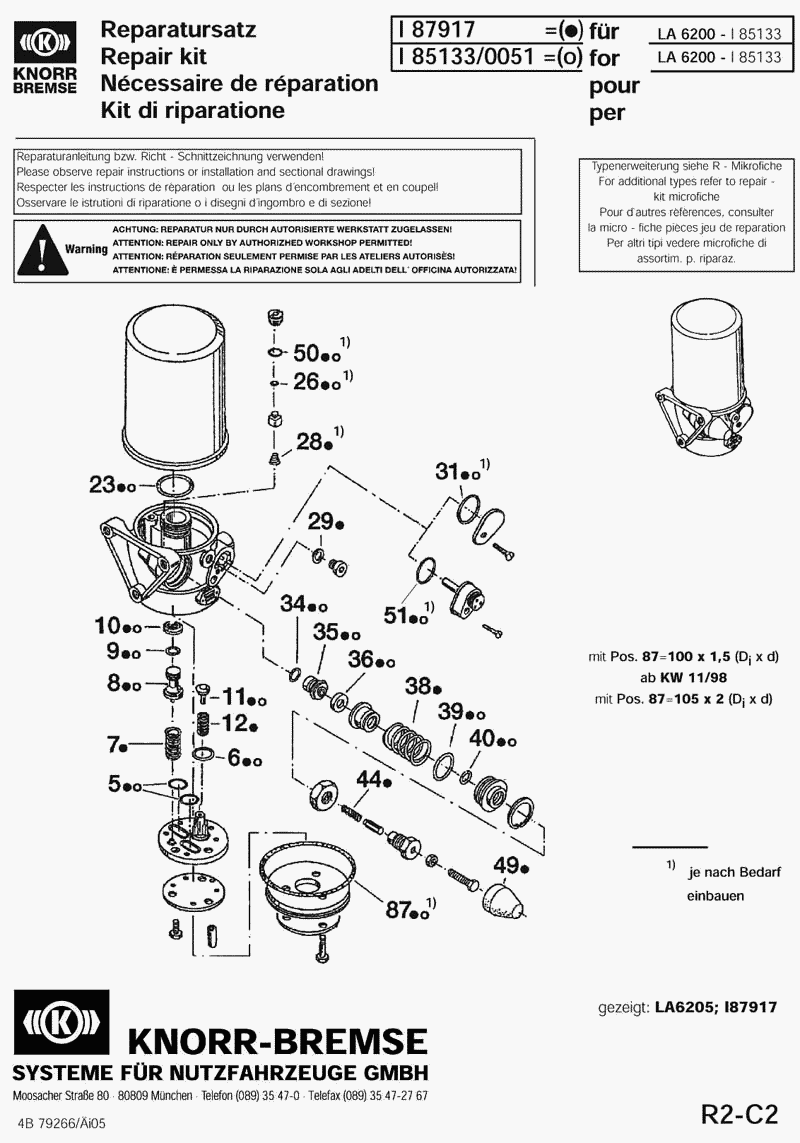 KNORR
BREMSE
Reparatursatz
Repair kit
Nécessaire de réparation
Kit di riparatione
I 87917 =(●)
I 85133/0051 =(o)
für
for
pour
per
LA 6200 - I 85133
LA 6200 - I 85133
Reparaturanleitung bzw. Richt - Schnittzeichnung verwenden!
Please observe repair instructions or installation and sectional drawings!
Respecter les instructions de rèparation ou les plans d'encombrement et en coupel!
Osservare le istrutioni di riparatione o i disegni d'ingombro e di sezione!
Warning
ACHTUNG: REPARATUR NUR DURCH AUTORISIERTE WERKSTATT ZUGELASSEN!
ATTENTION: REPAIR ONLY BY AUTHORIZHED WORKSHOP PERMITTED!
ATTENTION: RÉPARATION SEULEMENT PERMISE PAR LES ATELIERS AUTORISÈS!
ATTENTIONE: È PERMESSA LA RIPARAZIONE SOLA AGLI ADELTI DELL' OFFICINA AUTORIZZATA!
Typenerweiterung siehe R - Mikrofiche
For additional types refer to repair -
kit microfiche
Pour d'autres rèfèrences, consulter
la micro - fiche pièces jeu de reparation
Per altri tipi vedere microfiche di
assortim. p. riparaz.
50●o 1)
26●o 1)
28● 1)
23●o
31●o 1)
29●
51●o 1)
34●o
35●o
10●o
36●o
9●o
8●o
38●
11●o
39●o
12●
7●
40●o
6●o
44●
5●o
49●
87●o 1)
mit Pos. 87=100 x 1,5 (Di x d)
ab KW 11/98
mit Pos. 87=105 x 2 (Di x d)
1) je nach Bedarf
einbauen
gezeigt: LA6205; I87917
KNORR-BREMSE
SYSTEME FÜR NUTZFAHRZEUGE GMBH
Moosacher Straße 80 · 80809 München · Telefon (089) 35 47-0 · Telefax (089) 35 47-27 67
4B 79266/Äi05
R2-C2